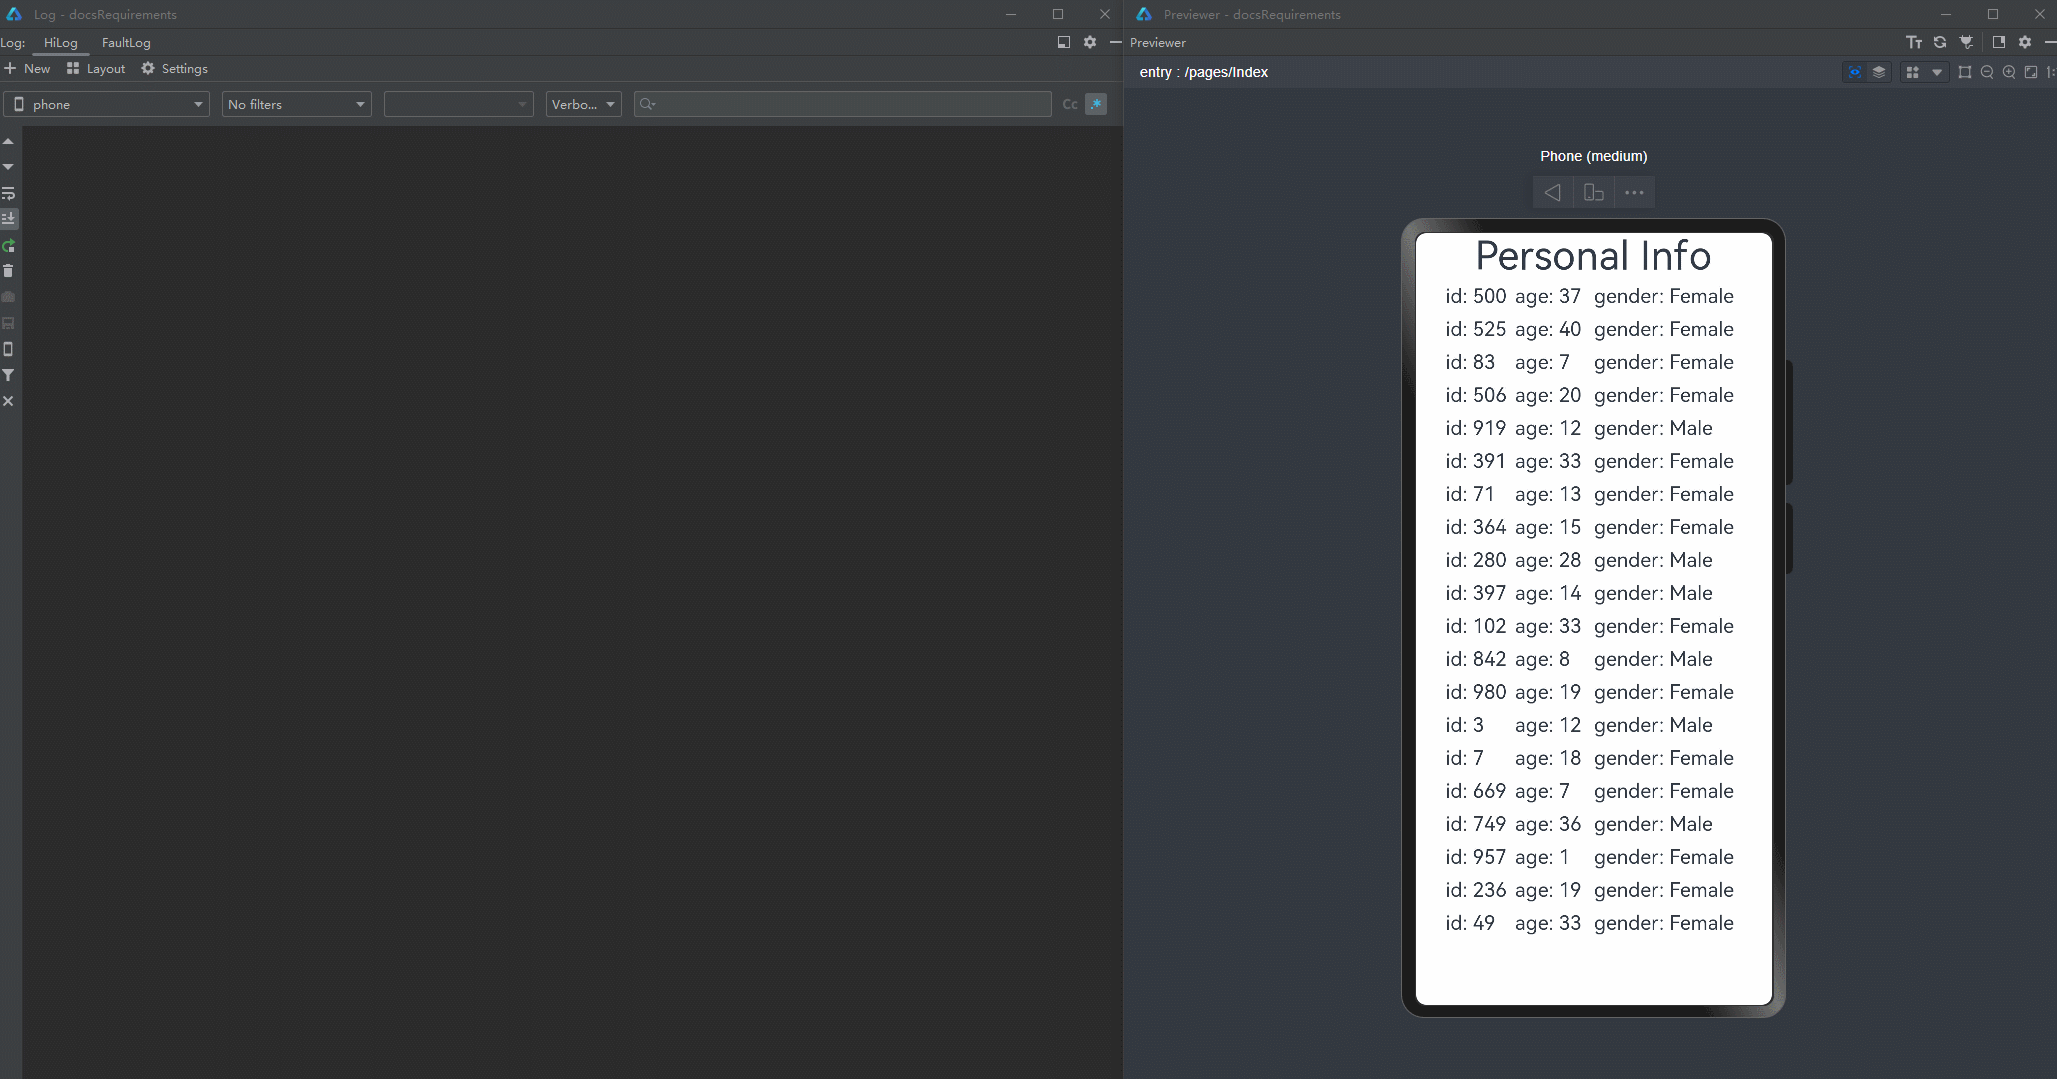 Log - docsRequirements
Log: HiLog FaultLog
New Layout Settings
phone No filters Verbo... Cc .*
Previewer - docsRequirements
Previewer
entry : /pages/Index
Phone (medium)
Personal Info
id: 500 age: 37 gender: Female
id: 525 age: 40 gender: Female
id: 83 age: 7 gender: Female
id: 506 age: 20 gender: Female
id: 919 age: 12 gender: Male
id: 391 age: 33 gender: Female
id: 71 age: 13 gender: Female
id: 364 age: 15 gender: Female
id: 280 age: 28 gender: Male
id: 397 age: 14 gender: Male
id: 102 age: 33 gender: Female
id: 842 age: 8 gender: Male
id: 980 age: 19 gender: Female
id: 3 age: 12 gender: Male
id: 7 age: 18 gender: Female
id: 669 age: 7 gender: Female
id: 749 age: 36 gender: Male
id: 957 age: 1 gender: Female
id: 236 age: 19 gender: Female
id: 49 age: 33 gender: Female